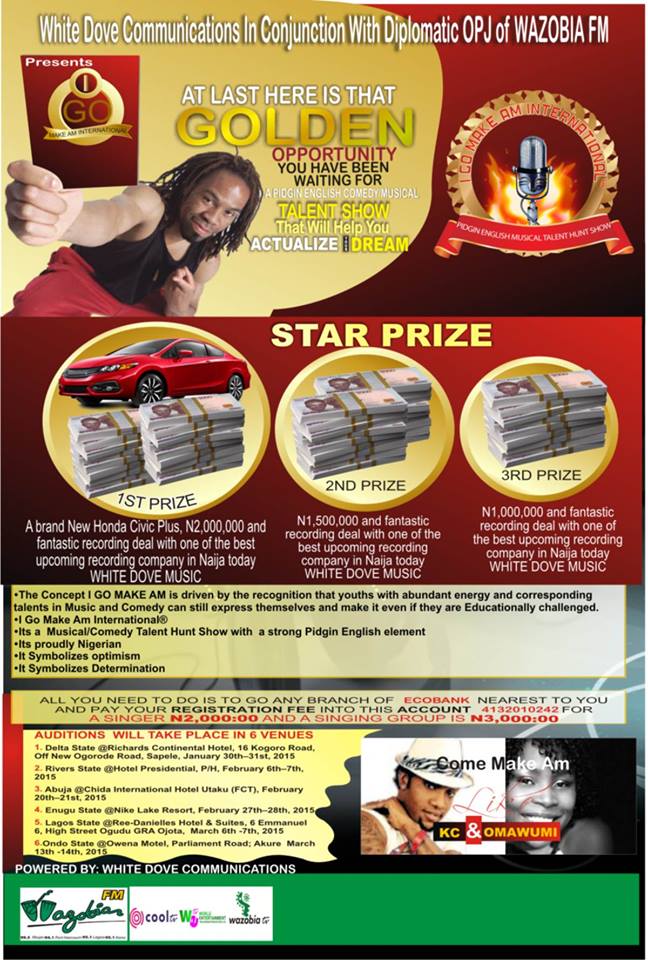 White Dove Communications In Conjunction With Diplomatic OPJ of WAZOBIA FM
Presents
I
GO
MAKE AM INTERNATIONAL
AT LAST HERE IS THAT
GOLDEN
OPPORTUNITY
YOU HAVE BEEN
WAITING FOR
A PIDGIN ENGLISH COMEDY/MUSICAL
TALENT SHOW
That Will Help You
ACTUALIZE DREAM
I GO MAKE AM INTERNATIONAL
PIDGIN ENGLISH MUSICAL TALENT HUNT SHOW
STAR PRIZE
1ST PRIZE
A brand New Honda Civic Plus, N2,000,000 and
fantastic recording deal with one of the best
upcoming recording company in Naija today
WHITE DOVE MUSIC
2ND PRIZE
N1,500,000 and fantastic
recording deal with one of the
best upcoming recording
company in Naija today
WHITE DOVE MUSIC
3RD PRIZE
N1,000,000 and fantastic
recording deal with one of
the best upcoming recording
company in Naija today
WHITE DOVE MUSIC
•The Concept I GO MAKE AM is driven by the recognition that youths with abundant energy and corresponding
talents in Music and Comedy can still express themselves and make it even if they are Educationally challenged.
•I Go Make Am International®
•Its a Musical/Comedy Talent Hunt Show with a strong Pidgin English element
•Its proudly Nigerian
•It Symbolizes optimism
•It Symbolizes Determination
ALL YOU NEED TO DO IS TO GO ANY BRANCH OF ECOBANK NEAREST TO YOU
AND PAY YOUR REGISTRATION FEE INTO THIS ACCOUNT 4132010242 FOR
A SINGER N2,000:00 AND A SINGING GROUP IS N3,000:00
AUDITIONS WILL TAKE PLACE IN 6 VENUES
1. Delta State @Richards Continental Hotel, 16 Kogoro Road,
Off New Ogorode Road, Sapele, January 30th–31st, 2015
2. Rivers State @Hotel Presidential, P/H, February 6th–7th,
2015
3. Abuja @Chida International Hotel Utaku (FCT), February
20th–21st, 2015
4. Enugu State @Nike Lake Resort, February 27th–28th, 2015
5. Lagos State @Ree-Danielles Hotel & Suites, 6 Emmanuel
6, High Street Ogudu GRA Ojota, March 6th -7th, 2015
6.Ondo State @Owena Motel, Parliament Road; Akure March
13th -14th, 2015
Come Make Am
Like
KC & OMAWUMI
POWERED BY: WHITE DOVE COMMUNICATIONS
Wazobia FM
cool tv
WORLD
ENTERTAINMENT
wazobia tv